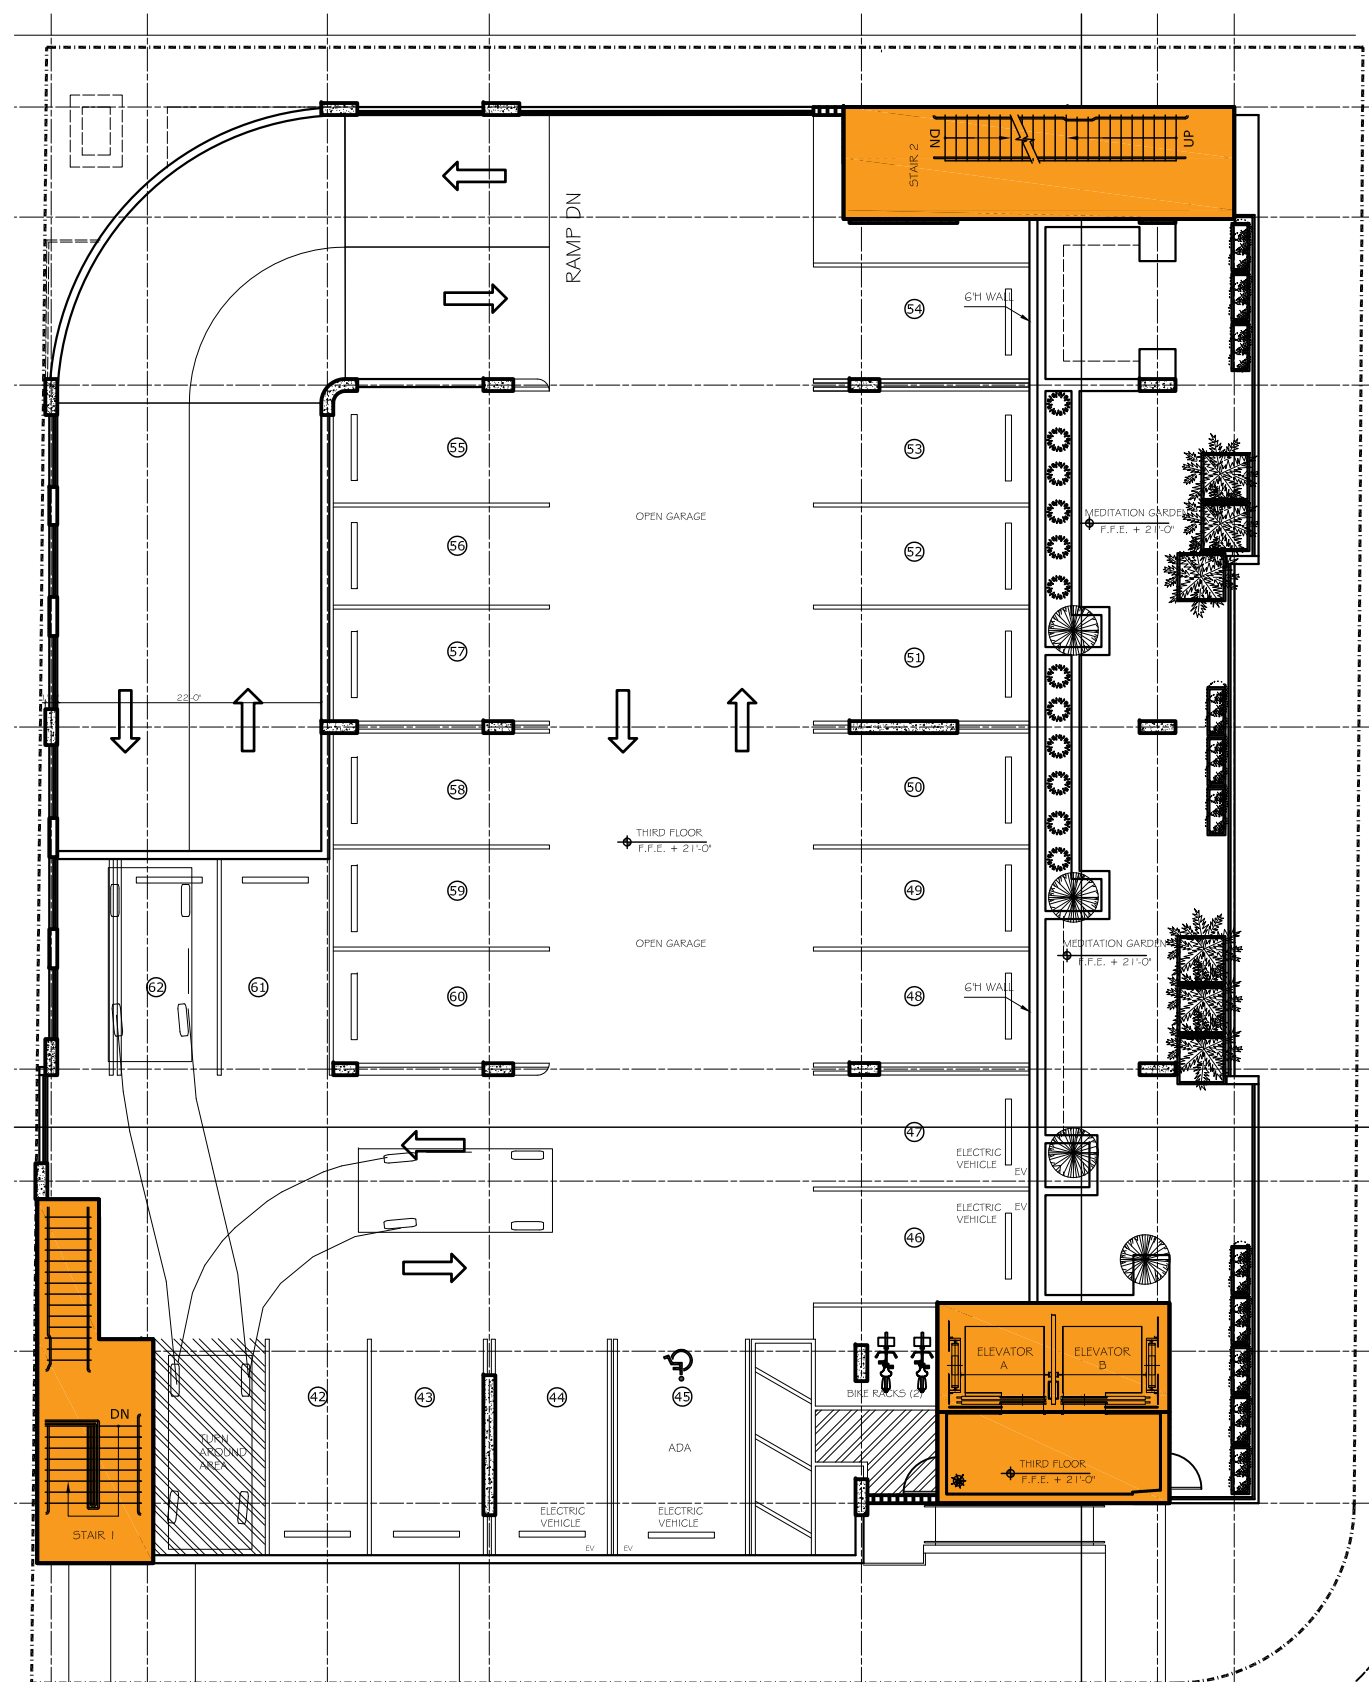 DN
UP
STAIR 2
RAMP DN
54
6'H WALL
55
53
OPEN GARAGE
MEDITATION GARDEN
F.F.E. + 21'-0"
56
52
57
51
22'-0"
58
50
THIRD FLOOR
F.F.E. + 21'-0"
59
49
OPEN GARAGE
MEDITATION GARDEN
F.F.E. + 21'-0"
62
61
60
48
6'H WALL
47
ELECTRIC
VEHICLE
EV
ELECTRIC
VEHICLE
EV
46
ELEVATOR
A
ELEVATOR
B
BIKE RACKS (2)
42
43
44
45
DN
TURN
AROUND
AREA
ADA
THIRD FLOOR
F.F.E. + 21'-0"
ELECTRIC
VEHICLE
ELECTRIC
VEHICLE
STAIR 1
EV
EV